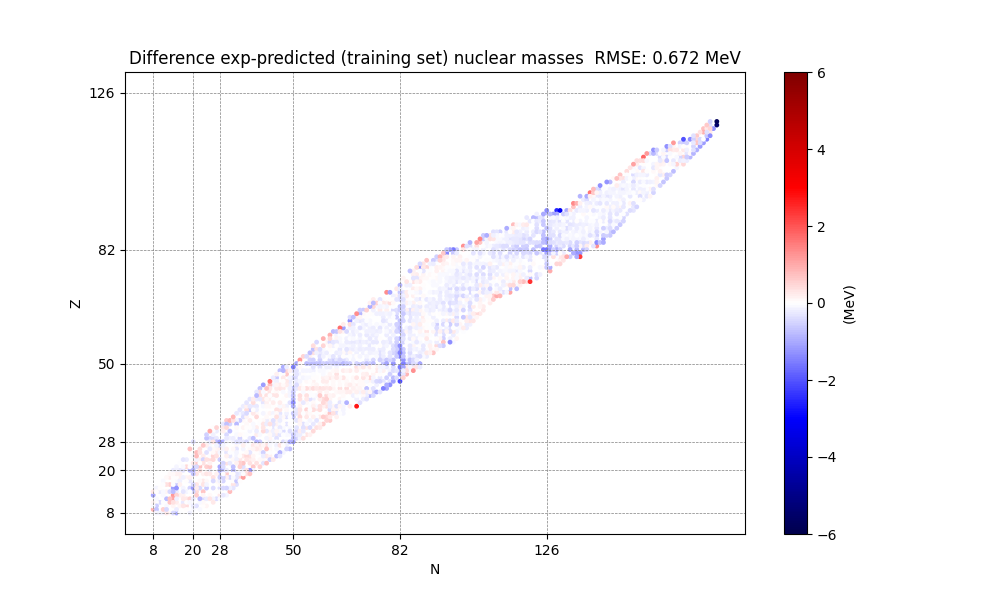 Difference exp-predicted (training set) nuclear masses  RMSE: 0.672 MeV
126
82
50
28
20
8
Z
8 20 28 50 82 126
N
6
4
2
0
−2
−4
−6
(MeV)